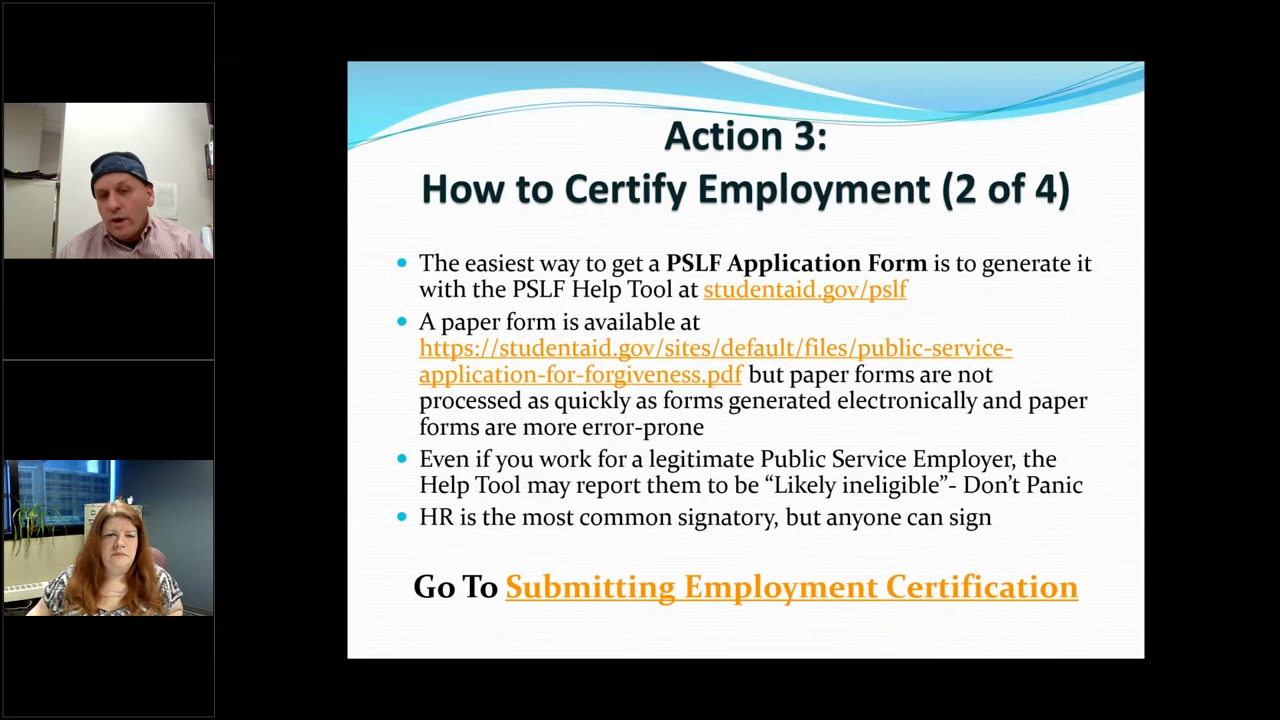 Action 3:
How to Certify Employment (2 of 4)
• The easiest way to get a PSLF Application Form is to generate it
with the PSLF Help Tool at studentaid.gov/pslf
• A paper form is available at
https://studentaid.gov/sites/default/files/public-service-
application-for-forgiveness.pdf but paper forms are not
processed as quickly as forms generated electronically and paper
forms are more error-prone
• Even if you work for a legitimate Public Service Employer, the
Help Tool may report them to be “Likely ineligible”- Don’t Panic
• HR is the most common signatory, but anyone can sign
Go To Submitting Employment Certification